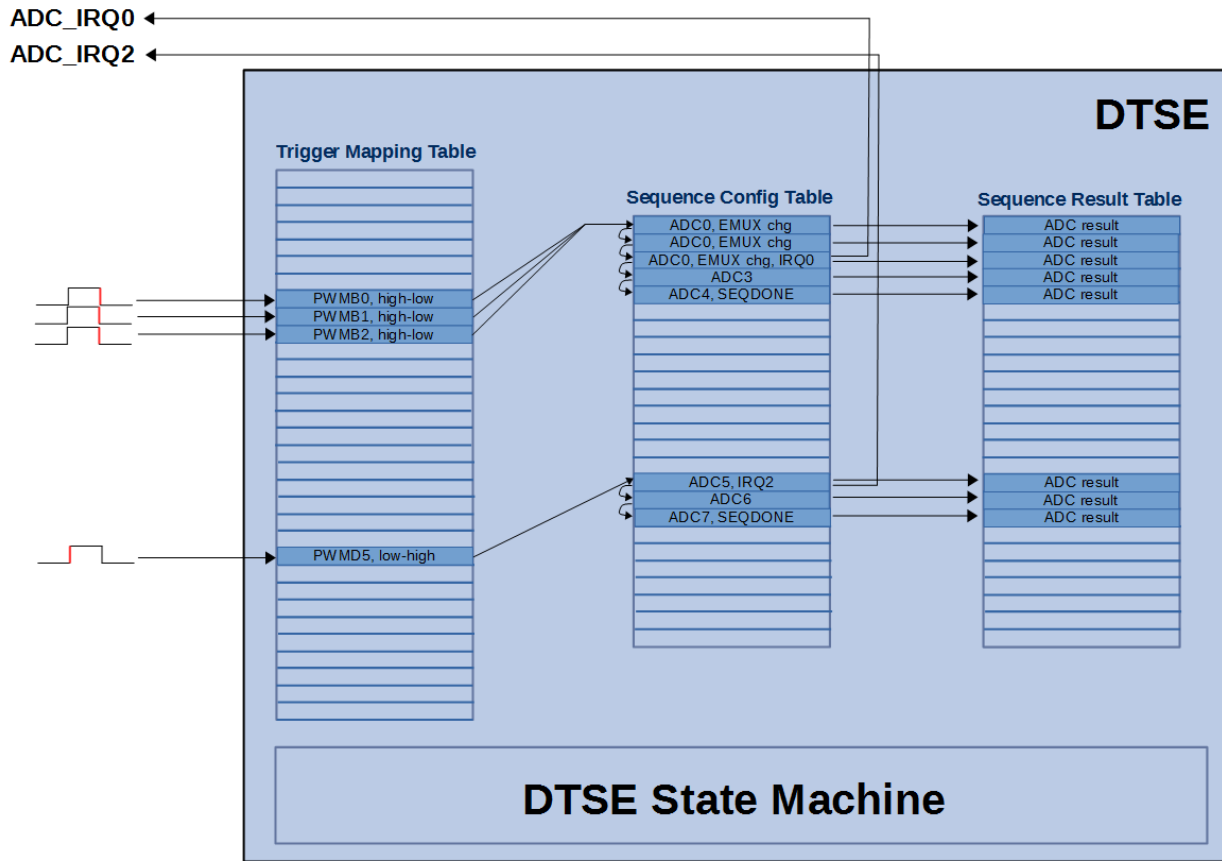 ADC_IRQ0
ADC_IRQ2
DTSE
Trigger Mapping Table
Sequence Config Table
Sequence Result Table
ADC0, EMUX chg
ADC result
ADC0, EMUX chg
ADC result
ADC0, EMUX chg, IRQ0
ADC result
ADC3
ADC result
PWMB0, high-low
ADC4, SEQDONE
ADC result
PWMB1, high-low
PWMB2, high-low
ADC5, IRQ2
ADC result
ADC6
ADC result
ADC7, SEQDONE
ADC result
PWMD5, low-high
DTSE State Machine